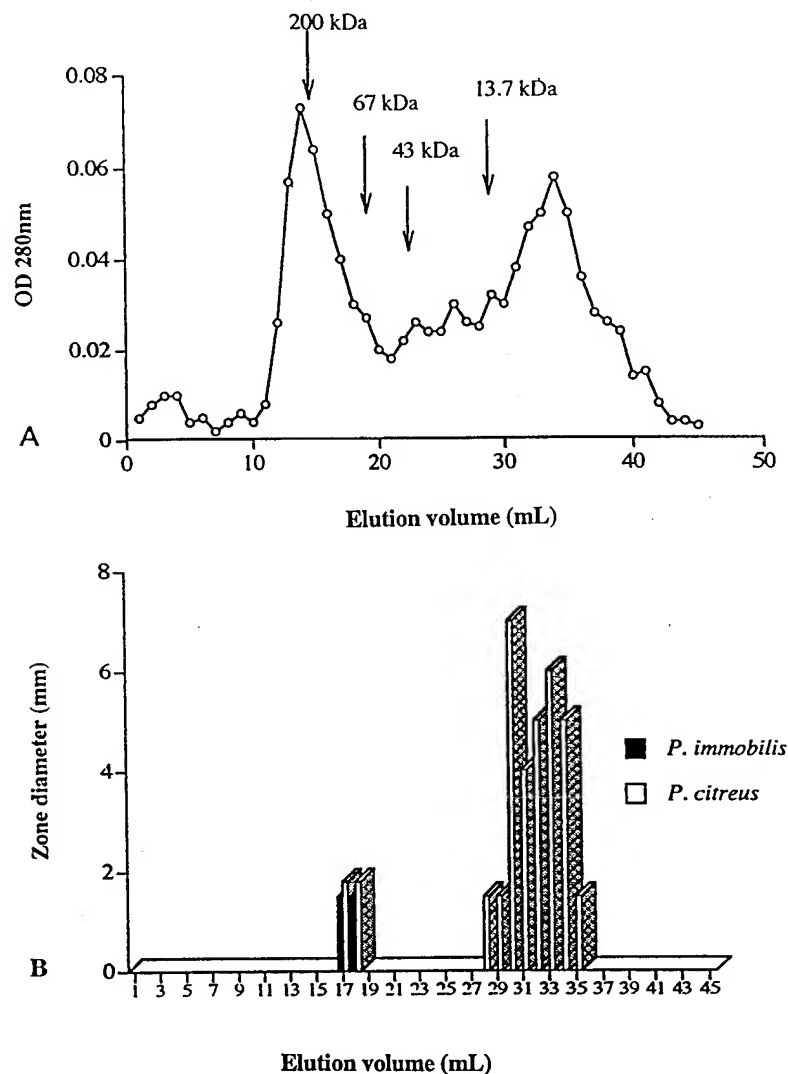 200 kDa
0.08
67 kDa
13.7 kDa
43 kDa
0.06
OD 280nm
0.04
0.02
A
0
0 10 20 30 40 50
Elution volume (mL)
8
6
Zone diameter (mm)
P. immobilis
P. citreus
4
2
B
0
1 3 5 7 9 11 13 15 17 19 21 23 25 27 29 31 33 35 37 39 41 43 45
Elution volume (mL)